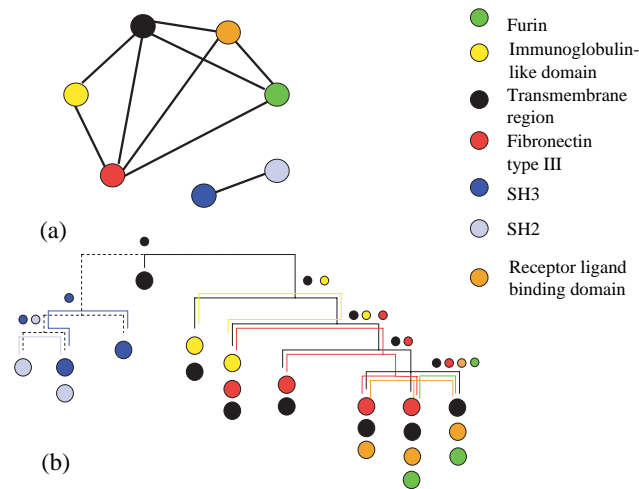 (a)
Furin
Immunoglobulin-
like domain
Transmembrane
region
Fibronectin
type III
SH3
SH2
Receptor ligand
binding domain
(b)